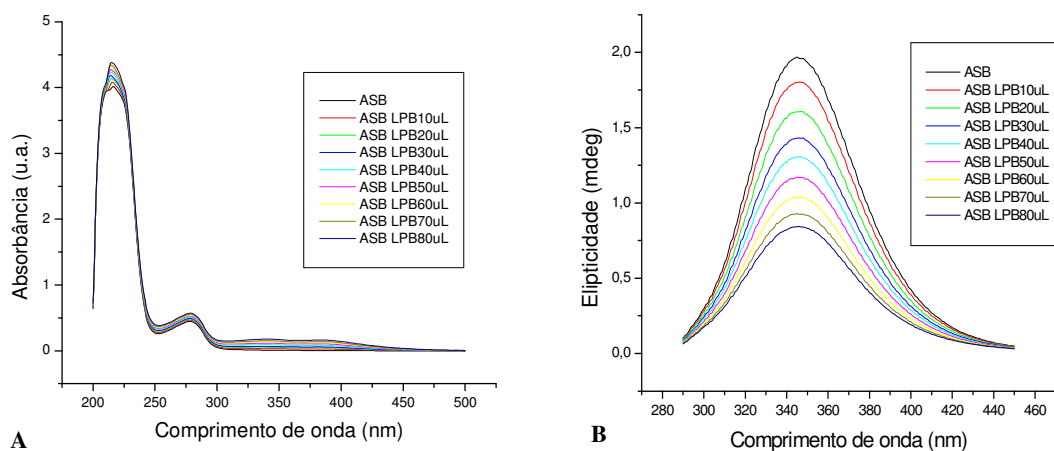 5
4
3
2
1
0
Absorbância (u.a.)
200 250 300 350 400 450 500
Comprimento de onda (nm)
ASB
ASB LPB10uL
ASB LPB20uL
ASB LPB30uL
ASB LPB40uL
ASB LPB50uL
ASB LPB60uL
ASB LPB70uL
ASB LPB80uL
A
2,0
1,5
1,0
0,5
0,0
Elipticidade (mdeg)
280 300 320 340 360 380 400 420 440 460
Comprimento de onda (nm)
ASB
ASB LPB10uL
ASB LPB20uL
ASB LPB30uL
ASB LPB40uL
ASB LPB50uL
ASB LPB60uL
ASB LPB70uL
ASB LPB80uL
B